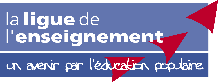 la ligue de
l'enseignement
un avenir par l'éducation populaire